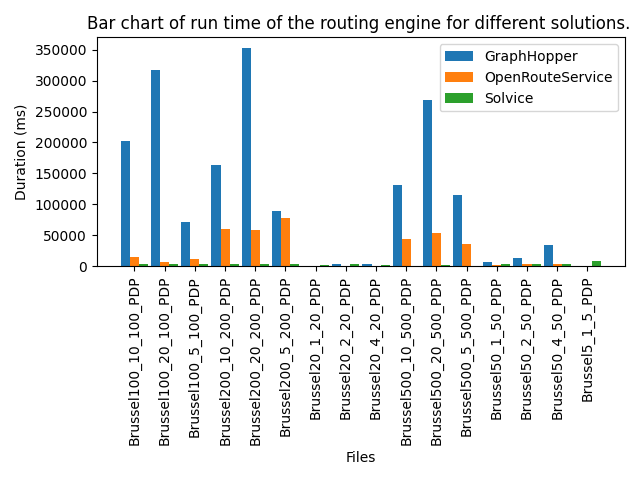 Bar chart of run time of the routing engine for different solutions.
GraphHopper
OpenRouteService
Solvice
Duration (ms)
350000
300000
250000
200000
150000
100000
50000
0
Brussel100_10_100_PDP
Brussel100_20_100_PDP
Brussel100_5_100_PDP
Brussel200_10_200_PDP
Brussel200_20_200_PDP
Brussel200_5_200_PDP
Brussel20_1_20_PDP
Brussel20_2_20_PDP
Brussel20_4_20_PDP
Brussel500_10_500_PDP
Brussel500_20_500_PDP
Brussel500_5_500_PDP
Brussel50_1_50_PDP
Brussel50_2_50_PDP
Brussel50_4_50_PDP
Brussel5_1_5_PDP
Files